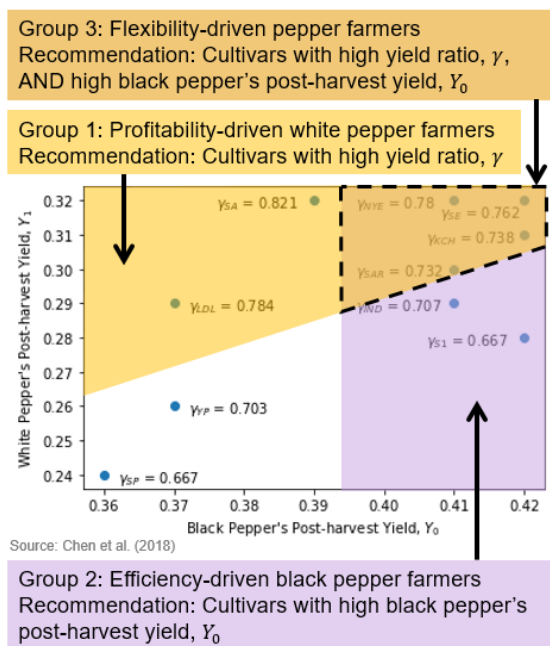 Group 3: Flexibility-driven pepper farmers
Recommendation: Cultivars with high yield ratio, γ,
AND high black pepper's post-harvest yield, Y₀
Group 1: Profitability-driven white pepper farmers
Recommendation: Cultivars with high yield ratio, γ
White Pepper's Post-harvest Yield, Y₁
0.32
0.31
0.30
0.29
0.28
0.27
0.26
0.25
0.24
γSA = 0.821
γNYE = 0.78
γSE = 0.762
γKCH = 0.738
γSAR = 0.732
γLDL = 0.784
γIND = 0.707
γS1 = 0.667
γYP = 0.703
γSP = 0.667
0.36 0.37 0.38 0.39 0.40 0.41 0.42
Black Pepper's Post-harvest Yield, Y₀
Source: Chen et al. (2018)
Group 2: Efficiency-driven black pepper farmers
Recommendation: Cultivars with high black pepper's
post-harvest yield, Y₀